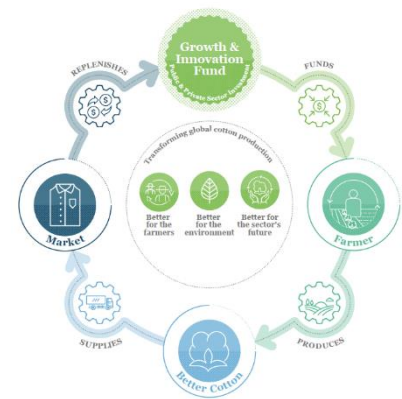 Growth &
Innovation
Fund
Public & Private Sector Investment
REPLENISHES
FUNDS
Transforming global cotton production
Better
for the
farmers
Better
for the
environment
Better for
the sector's
future
Market
Farmer
SUPPLIES
PRODUCES
Better Cotton